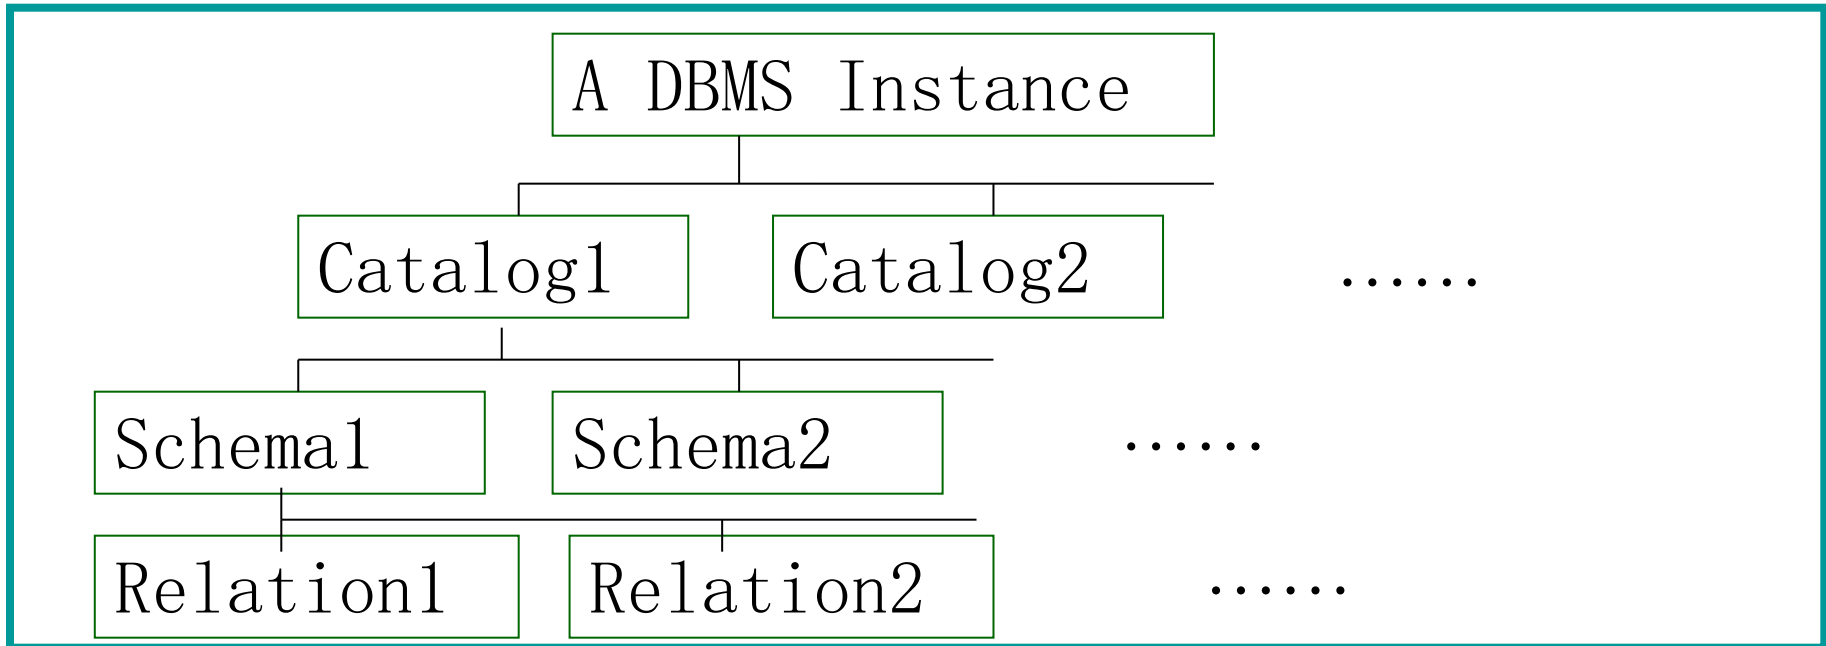 A DBMS Instance
Catalog1 Catalog2 ······
Schema1 Schema2 ······
Relation1 Relation2 ······